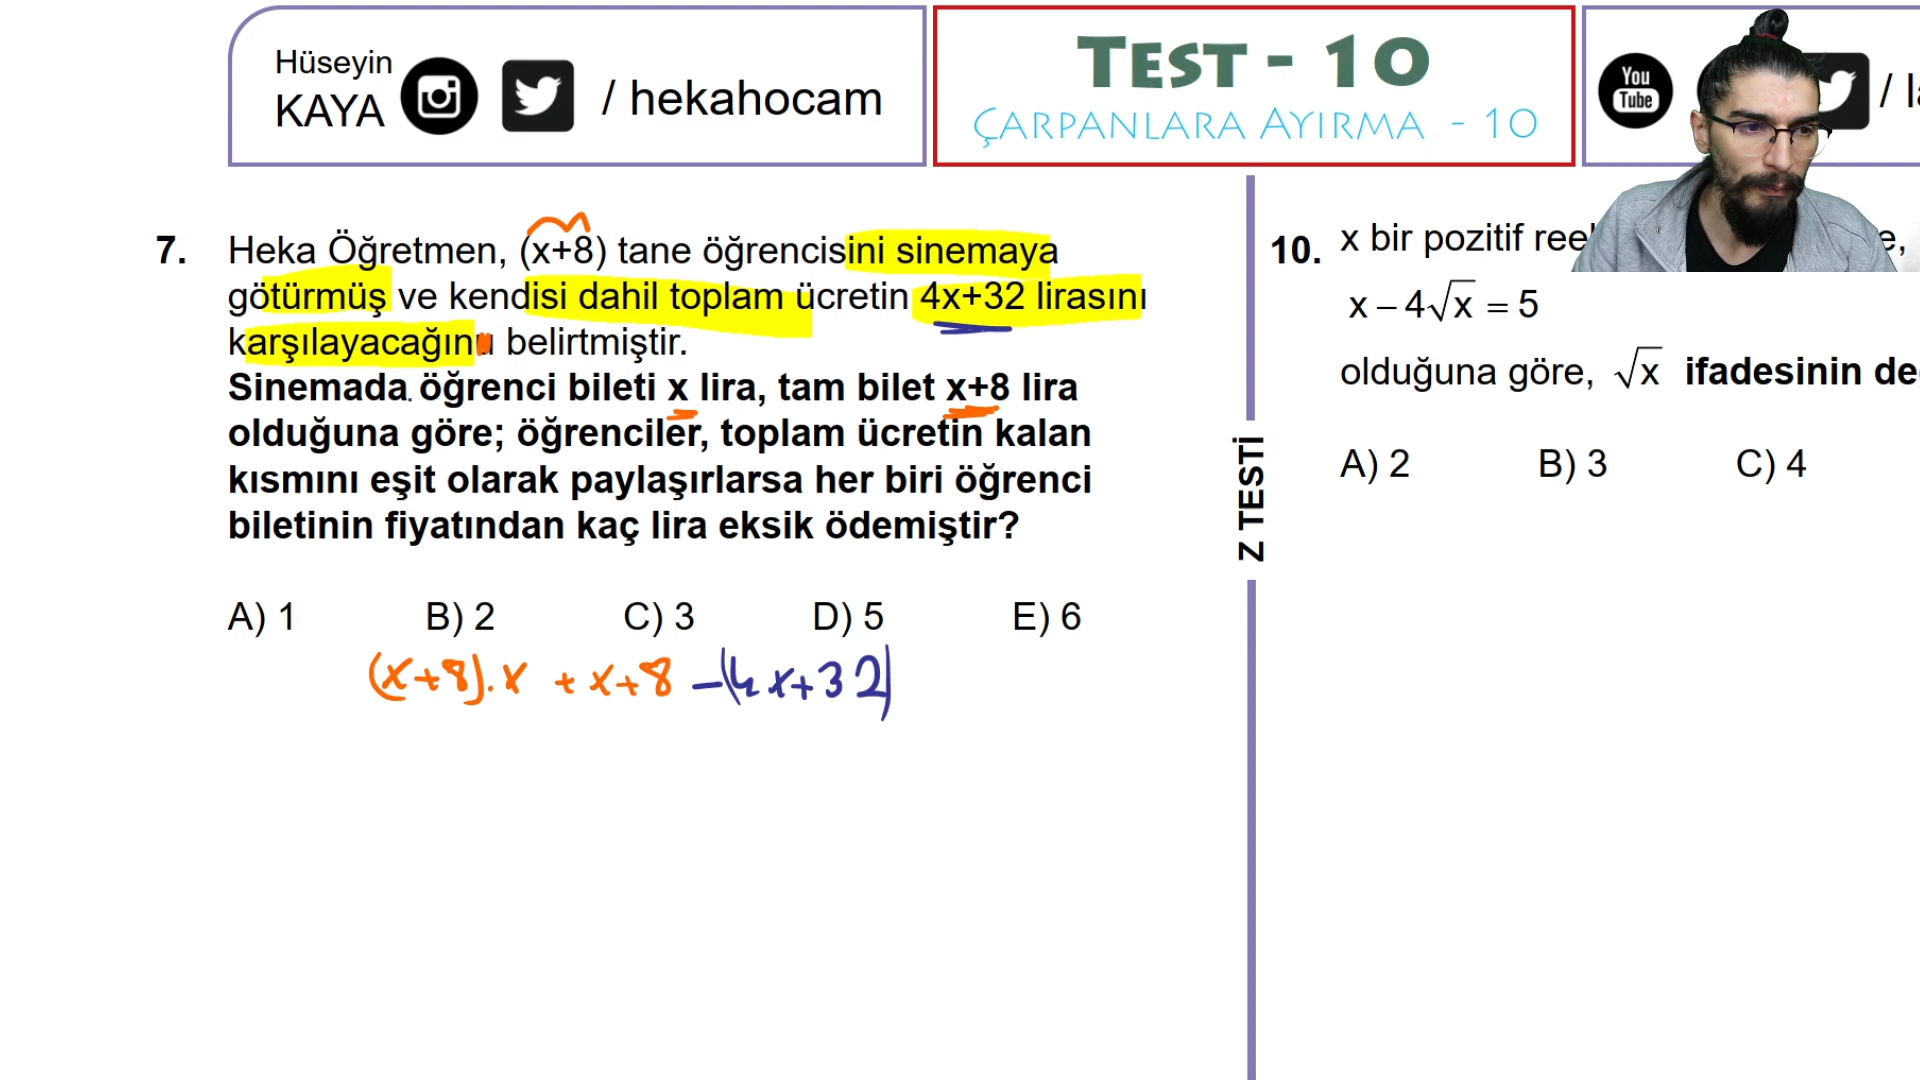 Hüseyin
KAYA
/ hekahocam
TEST - 10
ÇARPANLARA AYIRMA - 10
You
Tube
/
7. Heka Öğretmen, (x+8) tane öğrencisini sinemaya
götürmüş ve kendisi dahil toplam ücretin 4x+32 lirasını
karşılayacağını belirtmiştir.
Sinemada öğrenci bileti x lira, tam bilet x+8 lira
olduğuna göre; öğrenciler, toplam ücretin kalan
kısmını eşit olarak paylaşırlarsa her biri öğrenci
biletinin fiyatından kaç lira eksik ödemiştir?
A) 1 B) 2 C) 3 D) 5 E) 6
(x+8).x + x+8 -(4x+32)
Z TESTİ
10. x bir pozitif
x – 4√x = 5
olduğuna göre, √x ifadesinin
A) 2 B) 3 C) 4